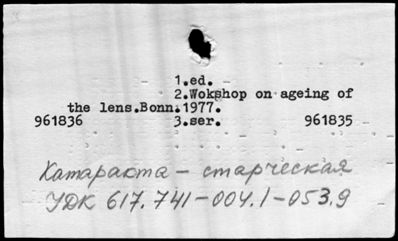 1.ed.
2.Wokshop on ageing of
the lens.Bonn.1977.
961836 3.ser. 961835
Катаракта - старческая
УДК 617.741-004.1-053.9